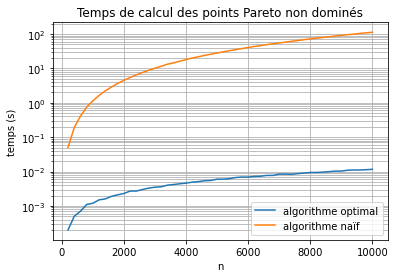 Temps de calcul des points Pareto non dominés
temps (s)
10²
10¹
10⁰
10⁻¹
10⁻²
10⁻³
algorithme optimal
algorithme naïf
0 2000 4000 6000 8000 10000
n